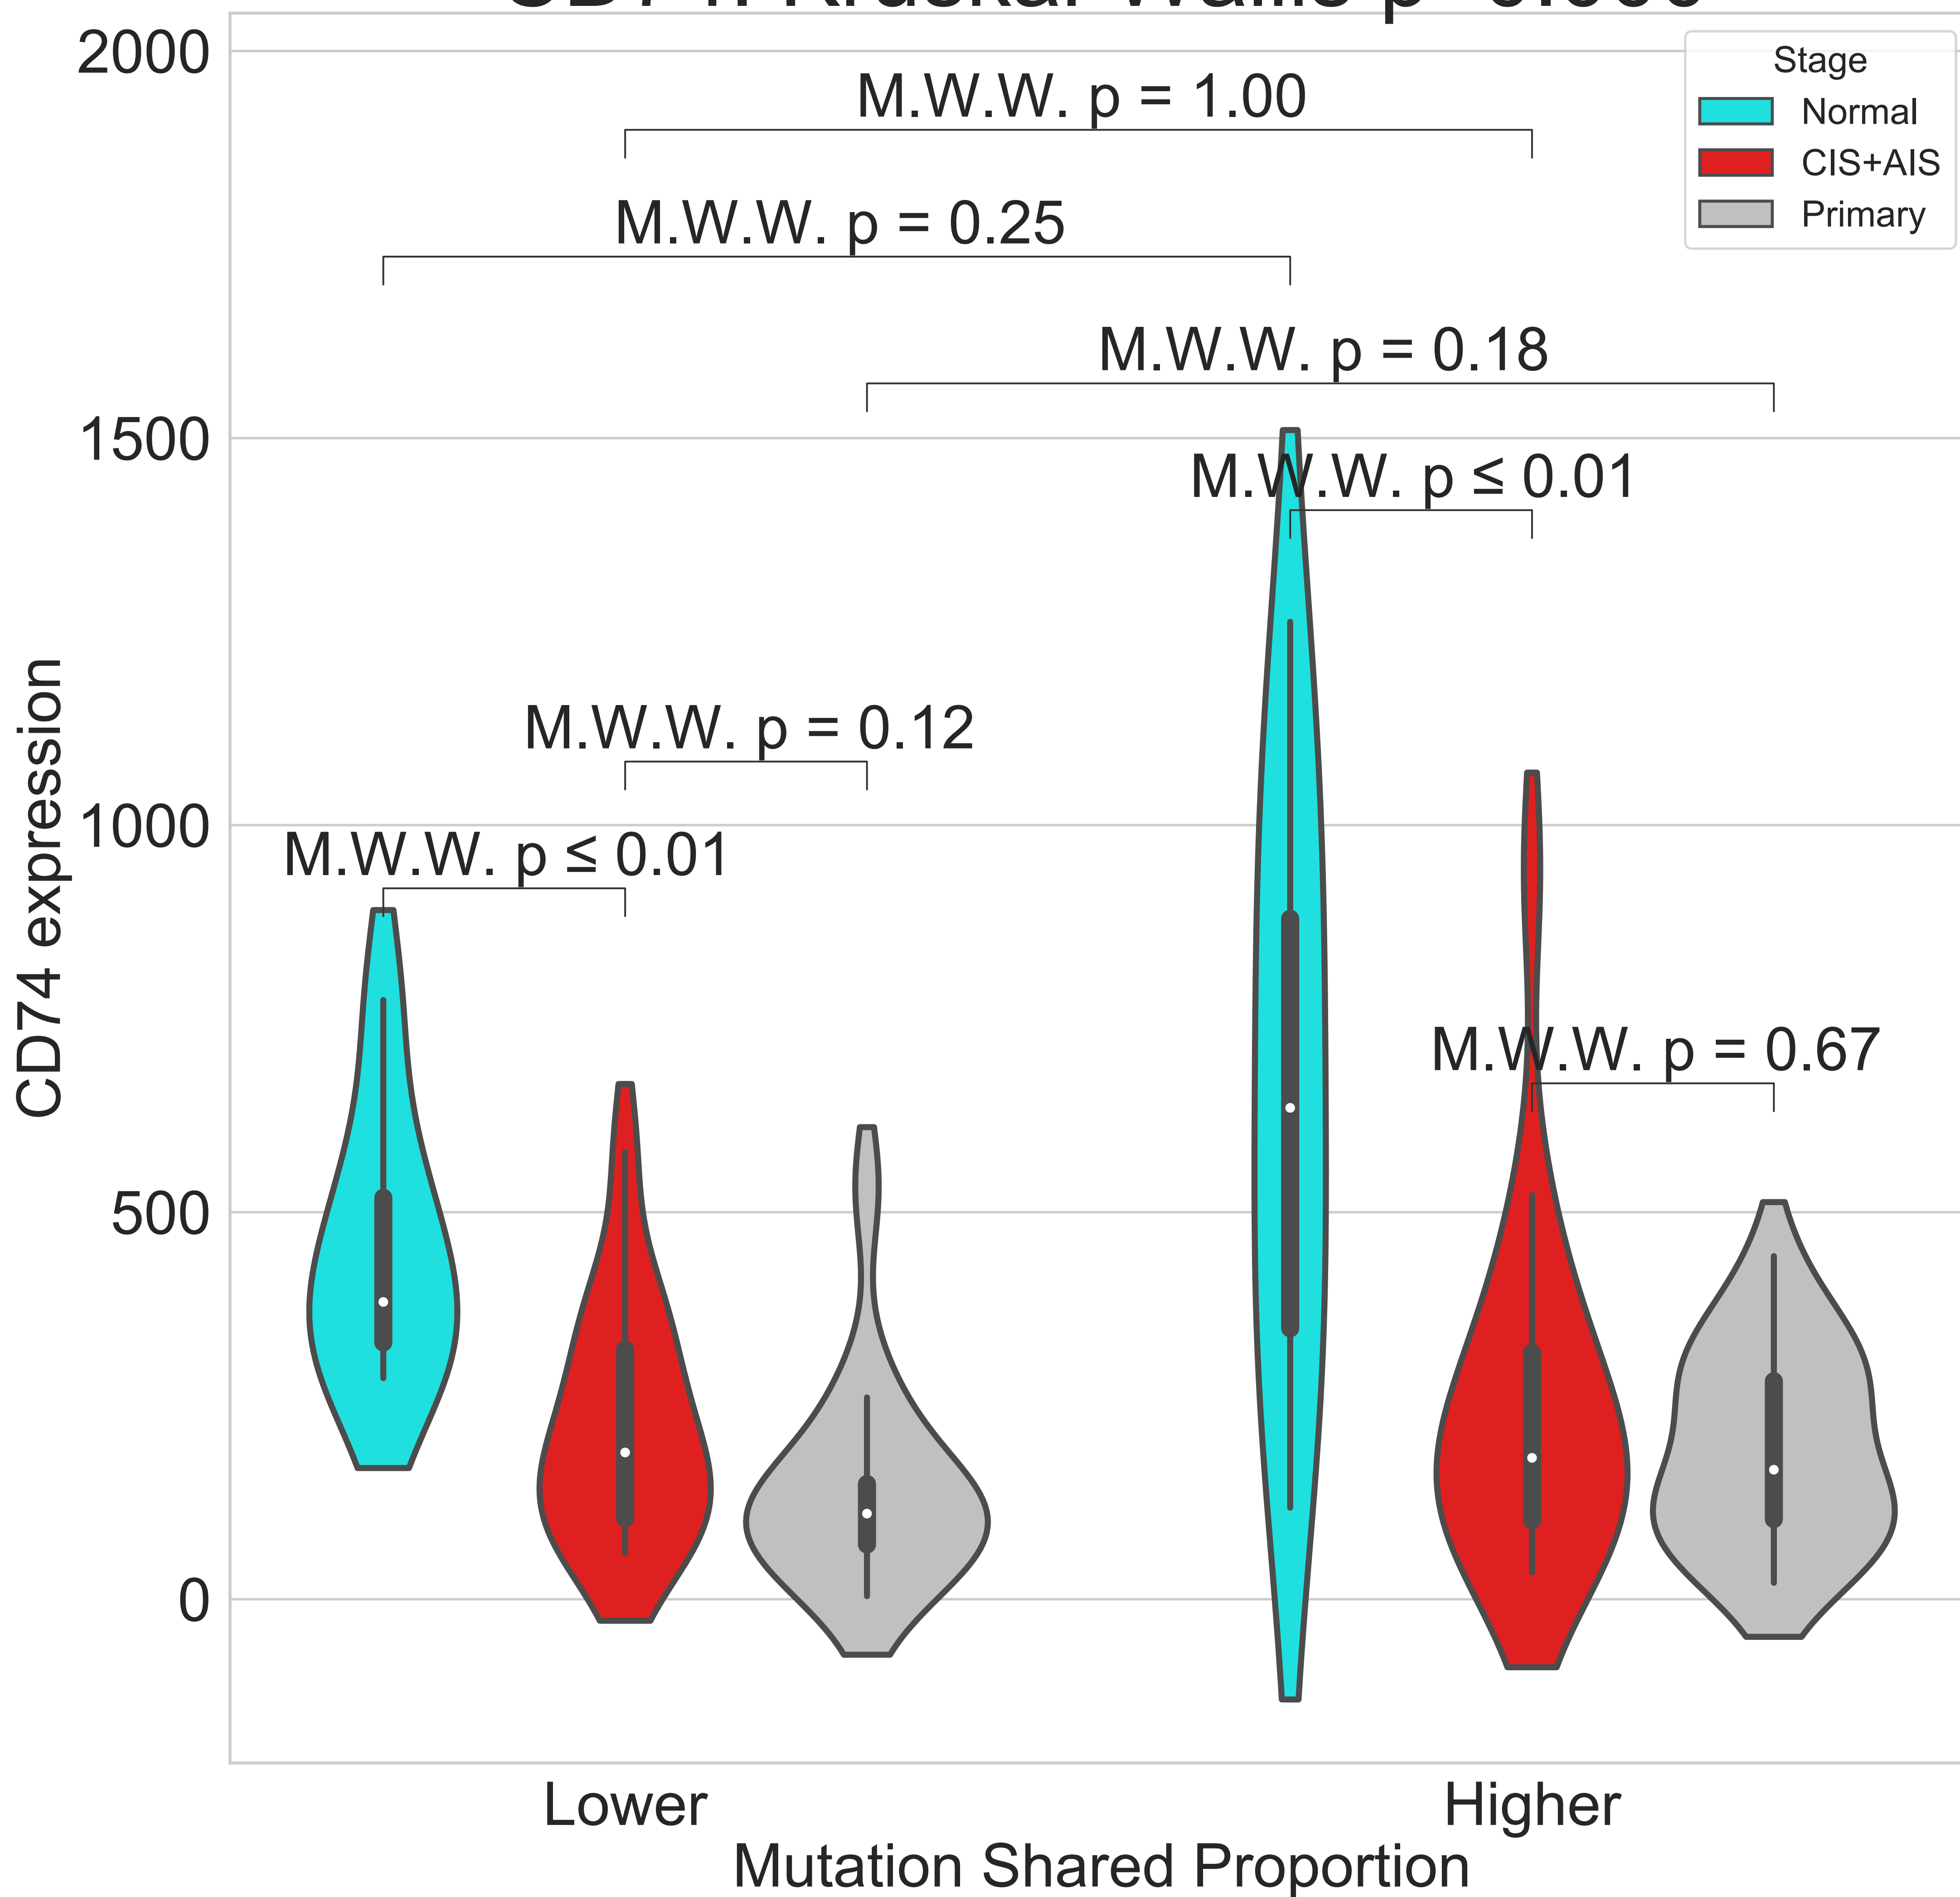 2000
1500
1000
500
0
CD74 expression
Stage
Normal
CIS+AIS
Primary
M.W.W. p = 1.00
M.W.W. p = 0.25
M.W.W. p = 0.18
M.W.W. p ≤ 0.01
M.W.W. p = 0.12
M.W.W. p ≤ 0.01
M.W.W. p = 0.67
Lower
Higher
Mutation Shared Proportion